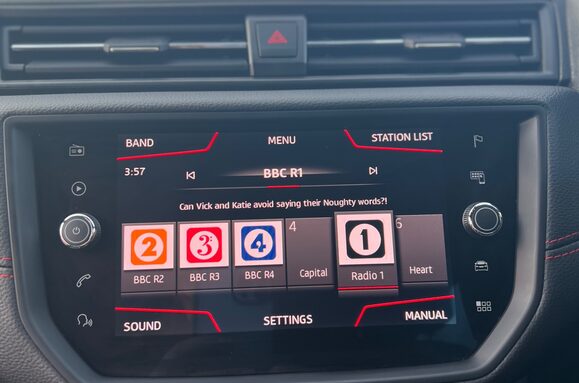 BAND MENU STATION LIST
3:57 BBC R1
Can Vick and Katie avoid saying their Noughty words?!
2 3 4 4 1 6
BBC R2 BBC R3 BBC R4 Capital Radio 1 Heart
SOUND SETTINGS MANUAL